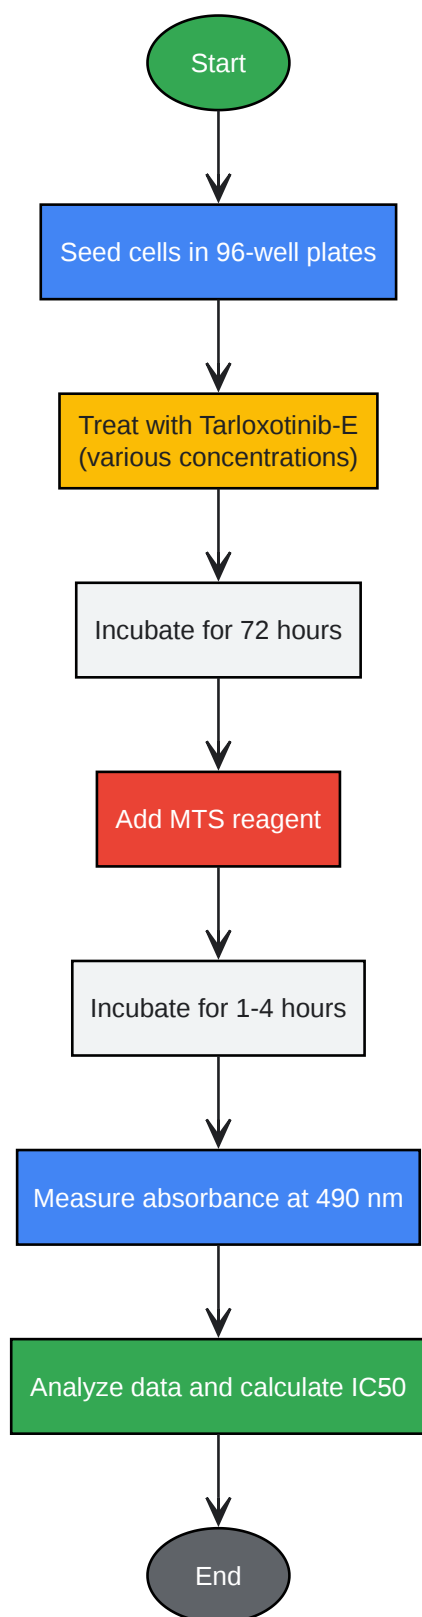 Start
Seed cells in 96-well plates
Treat with Tarloxotinib-E
(various concentrations)
Incubate for 72 hours
Add MTS reagent
Incubate for 1-4 hours
Measure absorbance at 490 nm
Analyze data and calculate IC50
End